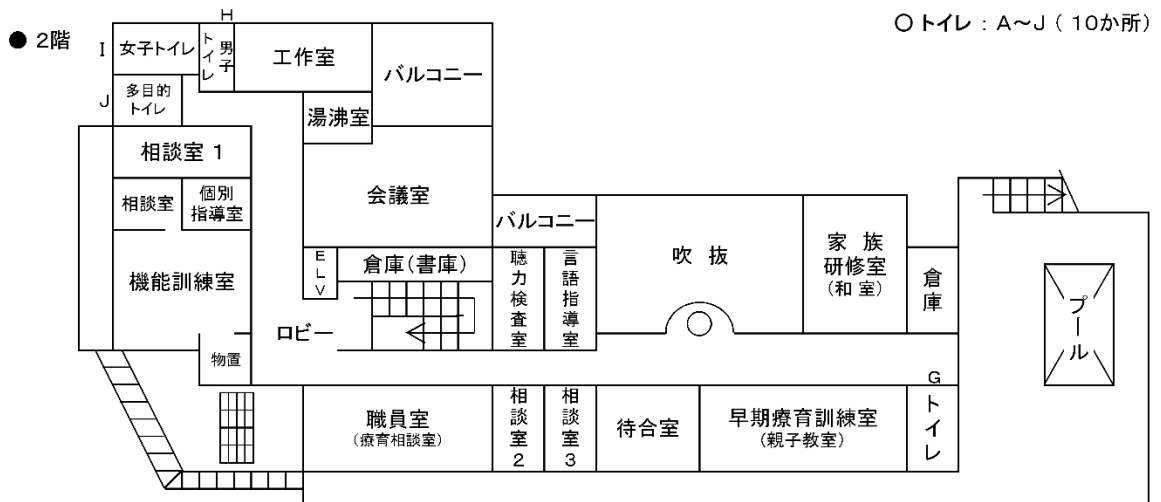 ● 2階
○ トイレ : A～J ( 10か所)
H
I
女子トイレ
男子
トイレ
工作室
バルコニー
J
多目的
トイレ
湯沸室
相談室 1
相談室
個別
指導室
会議室
バルコニー
機能訓練室
ELV
倉庫(書庫)
聴力検査室
言語指導室
吹 抜
家 族
研修室
(和 室)
倉庫
プール
ロビー
物置
G
職員室
(療育相談室)
相談室2
相談室3
待合室
早期療育訓練室
(親子教室)
トイレ